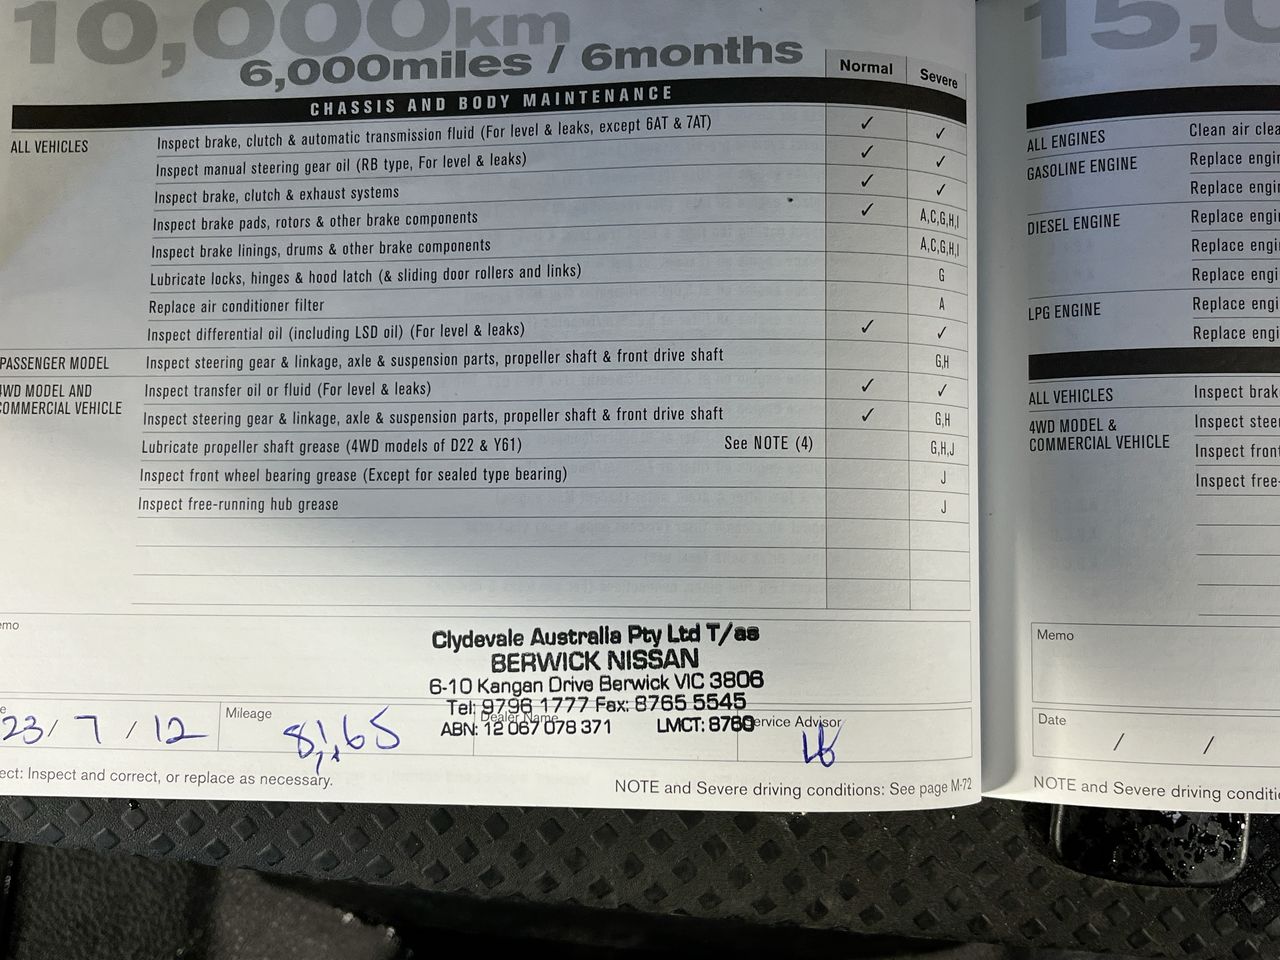 10,000km
6,000miles / 6months
Normal Severe
CHASSIS AND BODY MAINTENANCE
ALL VEHICLES Inspect brake, clutch & automatic transmission fluid (For level & leaks, except 6AT & 7AT) ✓ ✓
Inspect manual steering gear oil (RB type, For level & leaks) ✓ ✓
Inspect brake, clutch & exhaust systems ✓ ✓
Inspect brake pads, rotors & other brake components ✓ A,C,G,H,I
Inspect brake linings, drums & other brake components A,C,G,H,I
Lubricate locks, hinges & hood latch (& sliding door rollers and links) G
Replace air conditioner filter A
Inspect differential oil (including LSD oil) (For level & leaks) ✓ ✓
PASSENGER MODEL Inspect steering gear & linkage, axle & suspension parts, propeller shaft & front drive shaft G,H
4WD MODEL AND Inspect transfer oil or fluid (For level & leaks) ✓ ✓
COMMERCIAL VEHICLE Inspect steering gear & linkage, axle & suspension parts, propeller shaft & front drive shaft ✓ G,H
Lubricate propeller shaft grease (4WD models of D22 & Y61) See NOTE (4) G,H,J
Inspect front wheel bearing grease (Except for sealed type bearing) J
Inspect free-running hub grease J
emo
Clydevale Australia Pty Ltd T/as
BERWICK NISSAN
6-10 Kangan Drive Berwick VIC 3806
Tel: 9796 1777 Fax: 8765 5545
ABN: 12 067 078 371 LMCT: 8760
e 23/ 7 / 12 Mileage Dealer Name Service Advisor
ect: Inspect and correct, or replace as necessary.
NOTE and Severe driving conditions: See page M-72
15,0
ALL ENGINES Clean air clea
GASOLINE ENGINE Replace engin
Replace engin
DIESEL ENGINE Replace engi
Replace engi
Replace engi
LPG ENGINE Replace engi
Replace engi
ALL VEHICLES Inspect brak
4WD MODEL & Inspect stee
COMMERCIAL VEHICLE Inspect front
Inspect free-
Memo
Date / /
NOTE and Severe driving conditi